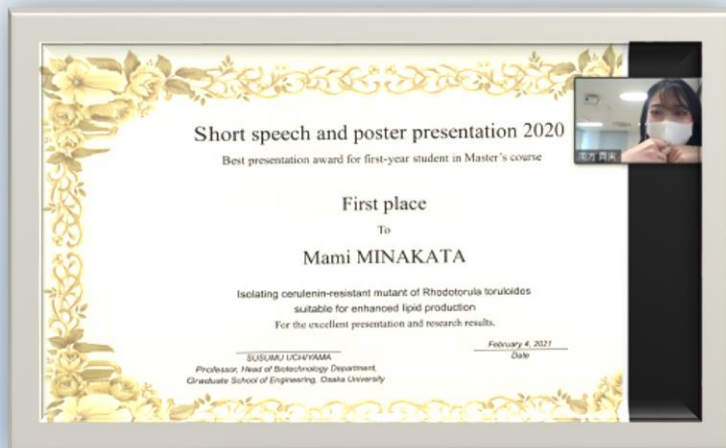 Short speech and poster presentation 2020
Best presentation award for first-year student in Master's course
First place
To
Mami MINAKATA
Isolating cerulenin-resistant mutant of Rhodotorula toruloides
suitable for enhanced lipid production
For the excellent presentation and research results.
SUSUMU UCHIYAMA
Professor, Head of Biotechnology Department,
Graduate School of Engineering, Osaka University
February 4, 2021
Date